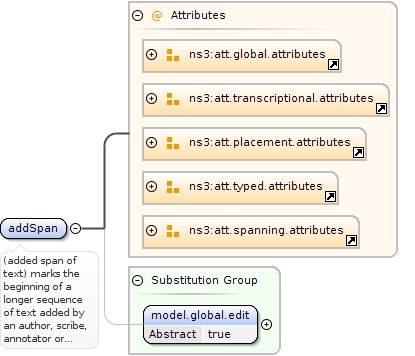 @ Attributes
ns3:att.global.attributes
ns3:att.transcriptional.attributes
ns3:att.placement.attributes
ns3:att.typed.attributes
ns3:att.spanning.attributes
addSpan
(added span of
text) marks the
beginning of a
longer sequence
of text added by
an author, scribe,
annotator or...
Substitution Group
model.global.edit
Abstract true